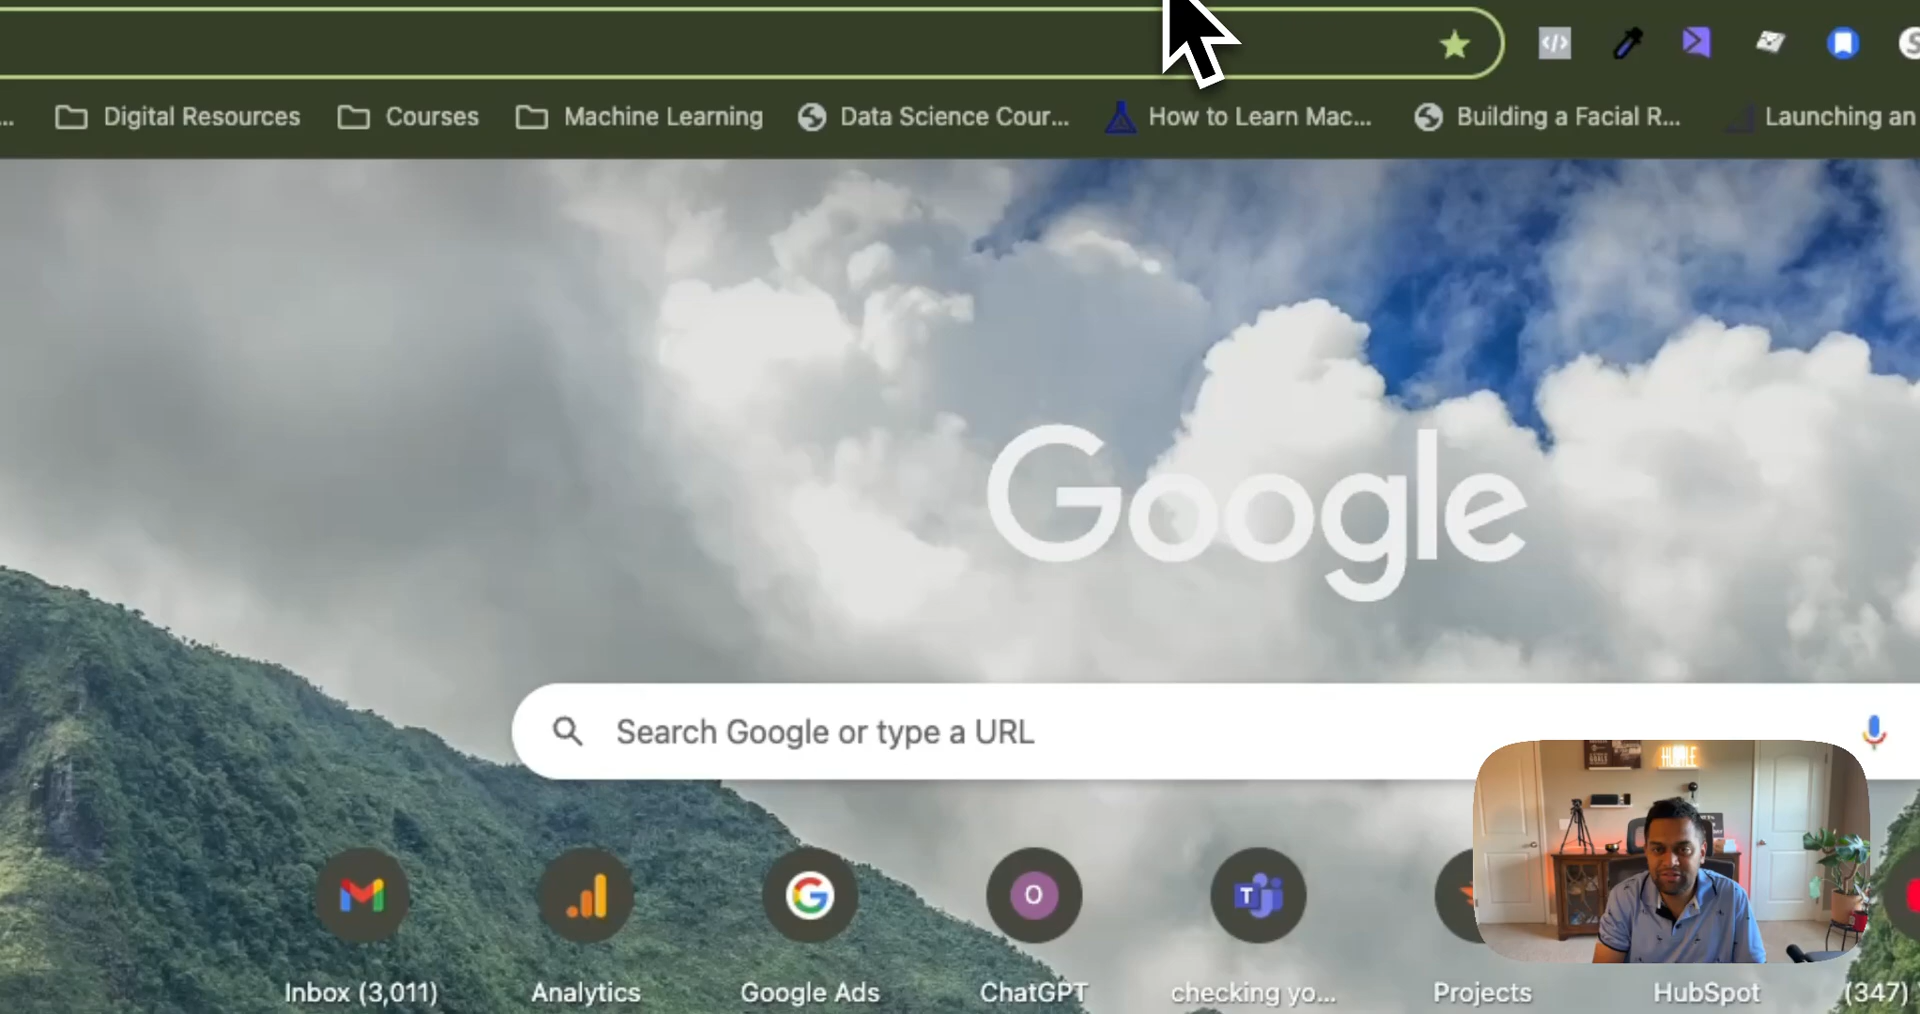 ... Digital Resources Courses Machine Learning Data Science Cour... How to Learn Mac... Building a Facial R... Launching an
Google
Search Google or type a URL
HUMBLE
T
O
Inbox (3,011) Analytics Google Ads ChatGPT checking yo... Projects HubSpot (347)